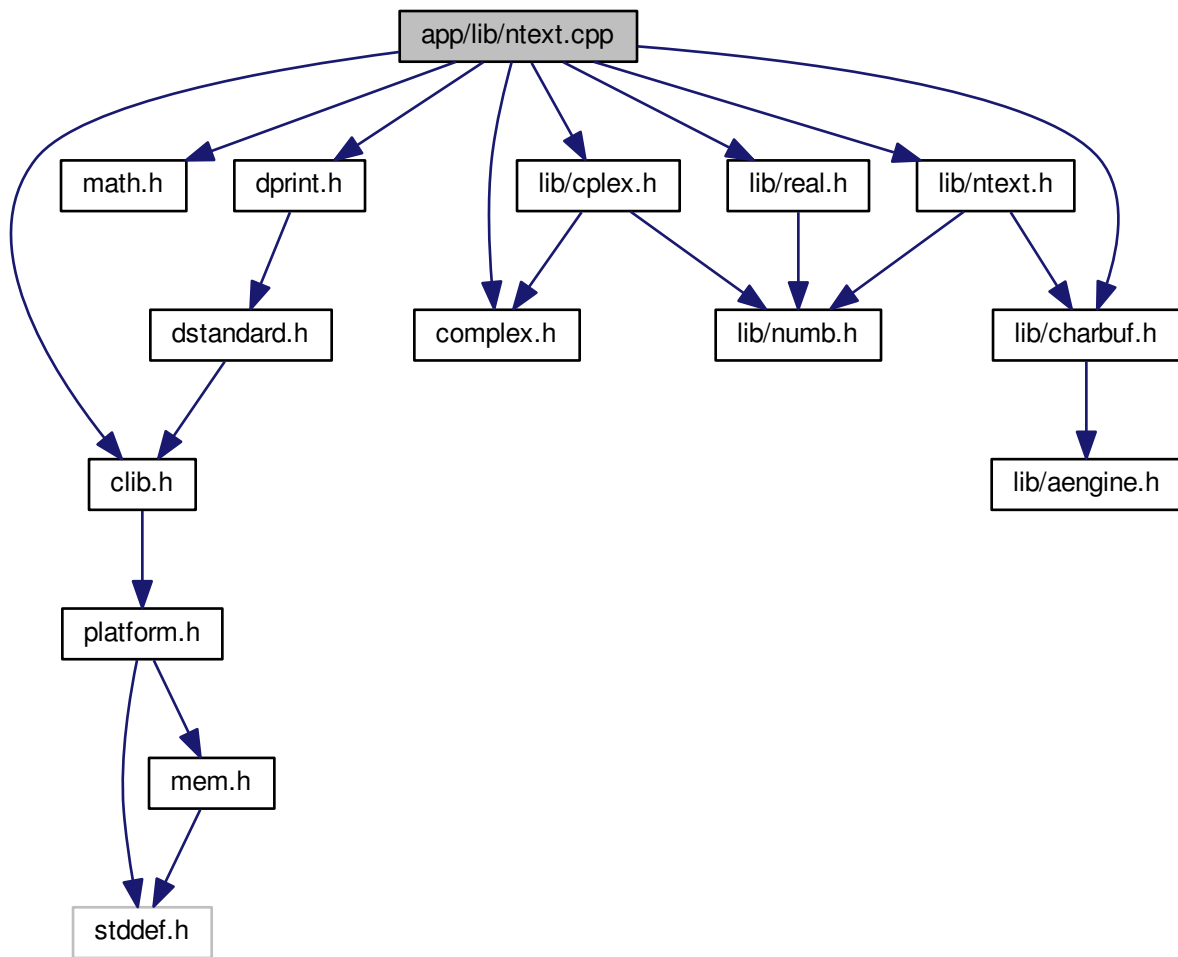 app/lib/ntext.cpp
math.h
dprint.h
lib/cplex.h
lib/real.h
lib/ntext.h
dstandard.h
complex.h
lib/numb.h
lib/charbuf.h
clib.h
lib/aengine.h
platform.h
mem.h
stddef.h